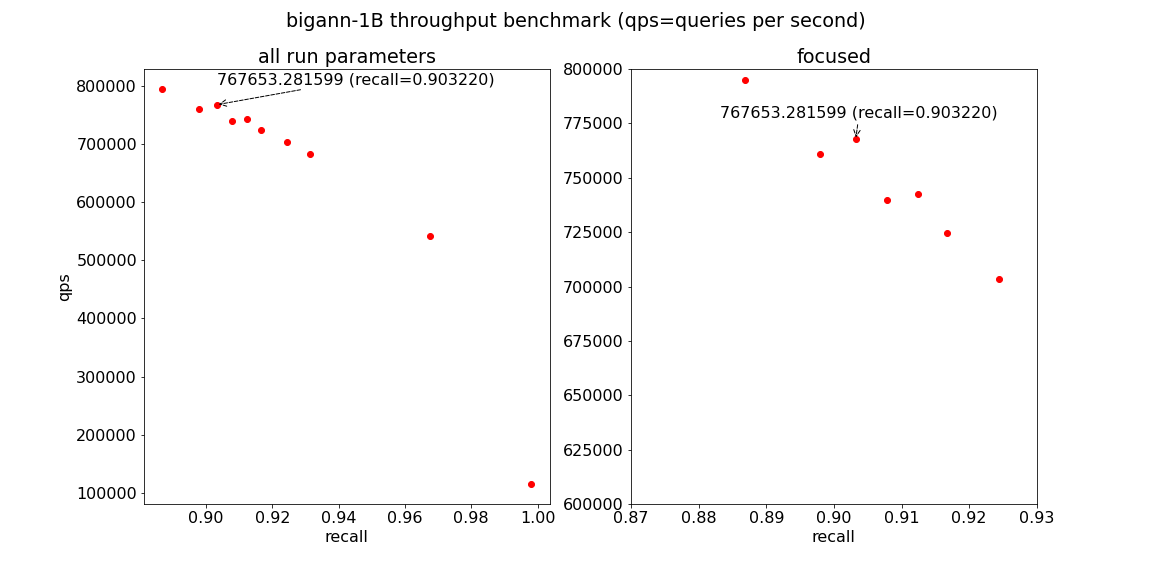 bigann-1B throughput benchmark (qps=queries per second)
all run parameters
767653.281599 (recall=0.903220)
800000
700000
600000
500000
400000
300000
200000
100000
qps
0.90 0.92 0.94 0.96 0.98 1.00
recall
focused
767653.281599 (recall=0.903220)
800000
775000
750000
725000
700000
675000
650000
625000
600000
0.87 0.88 0.89 0.90 0.91 0.92 0.93
recall